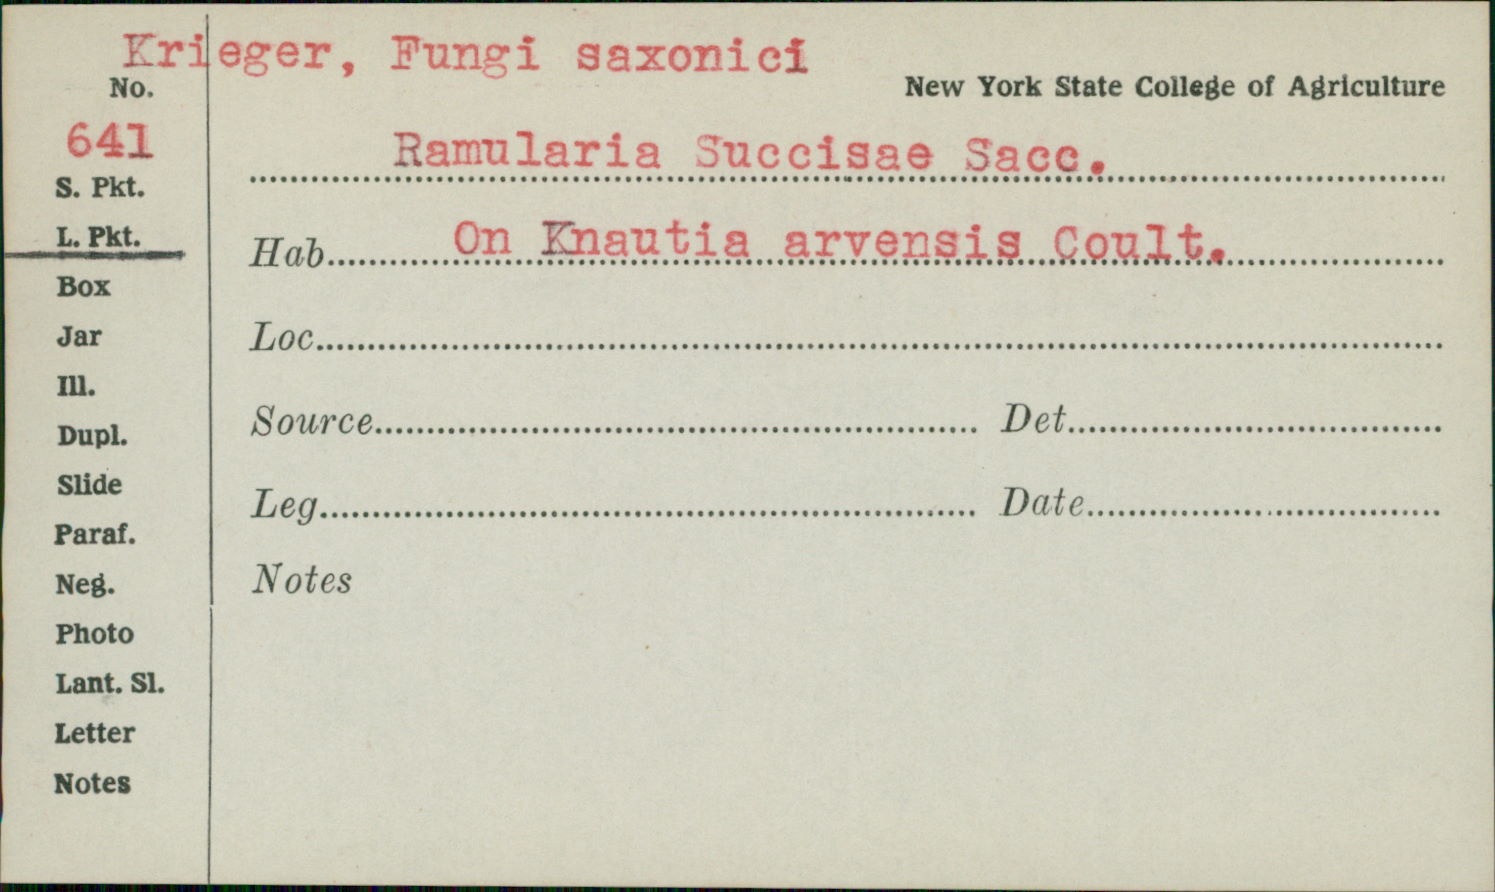 Krieger, Fungi saxonici
No.
New York State College of Agriculture
641
Ramularia Succisae Sacc.
S. Pkt.
L. Pkt.
Hab. On Knautia arvensis Coult.
Box
Jar
Loc.
Ill.
Source Det.
Dupl.
Slide
Leg. Date
Paraf.
Neg.
Notes
Photo
Lant. Sl.
Letter
Notes